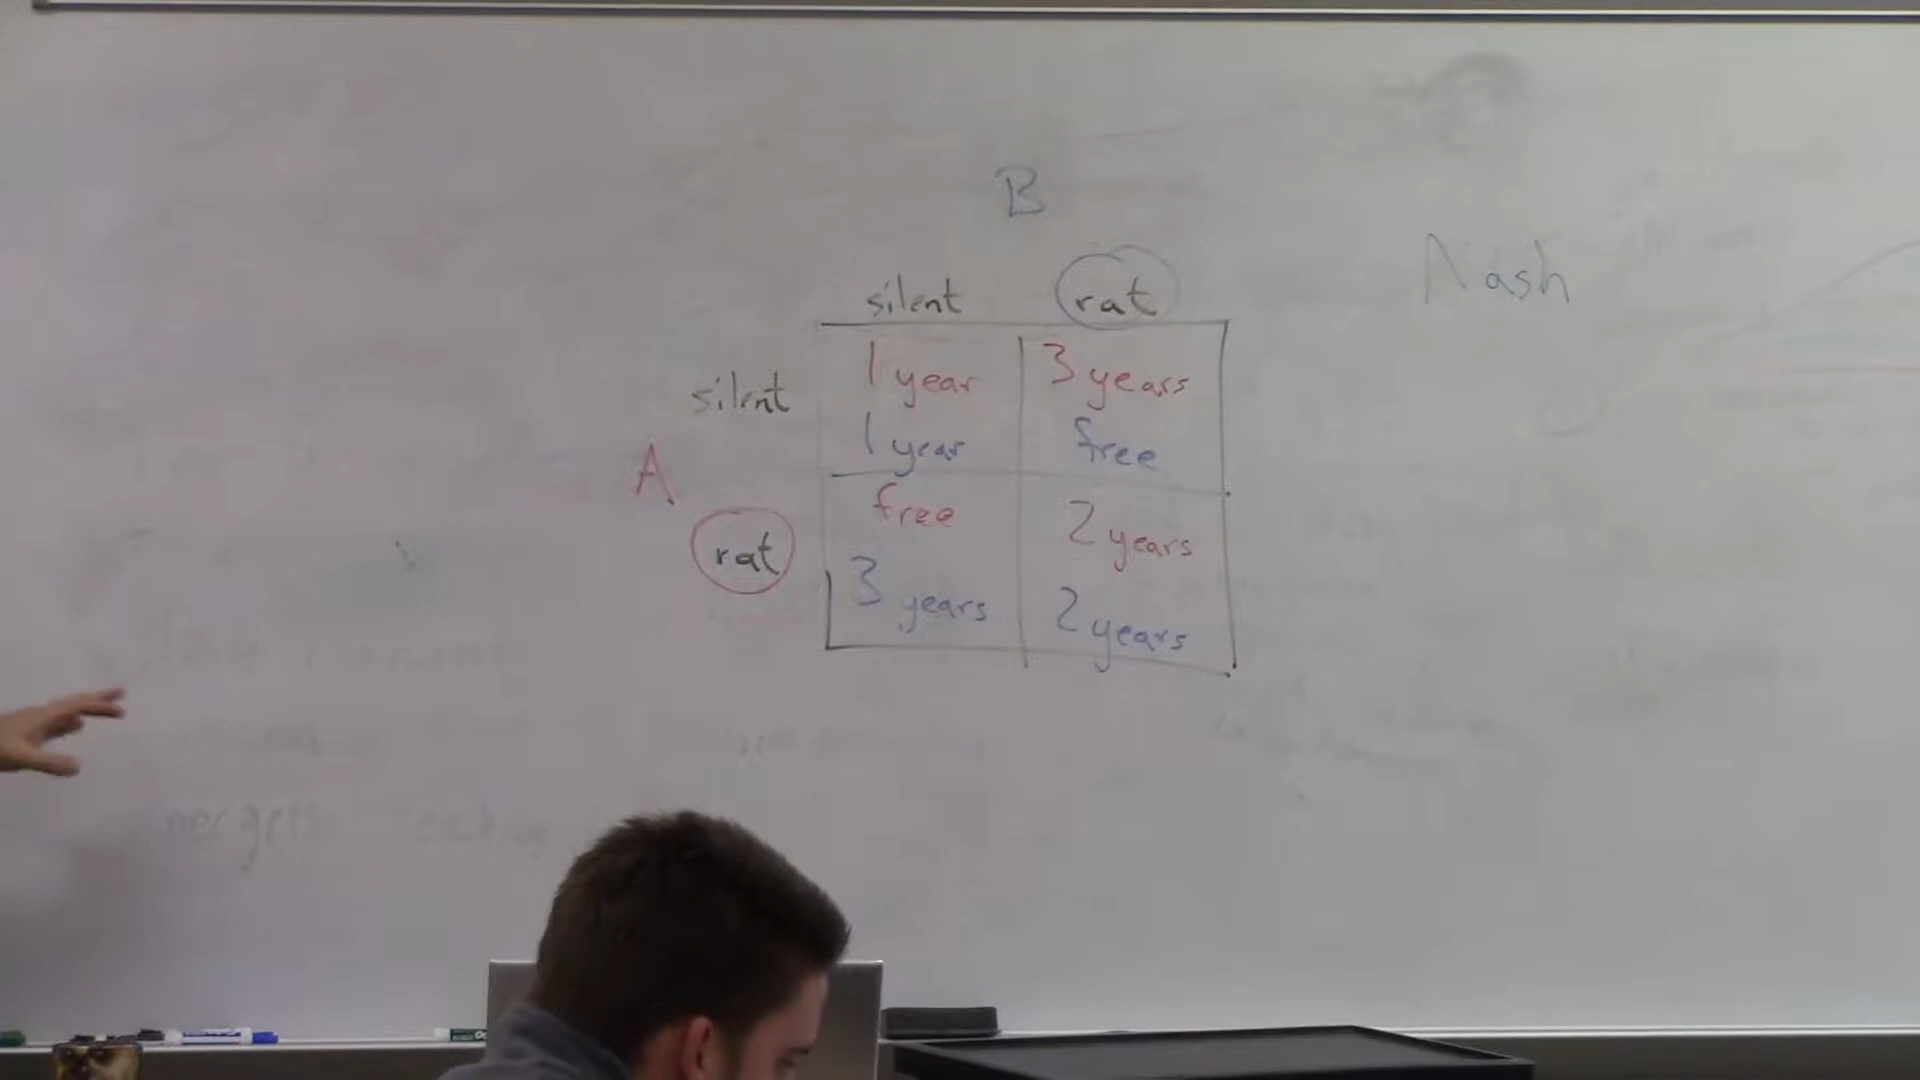 B
Nash
silent rat
silent
1 year 3 years
1 year free
A
rat
free 2 years
3 years 2 years